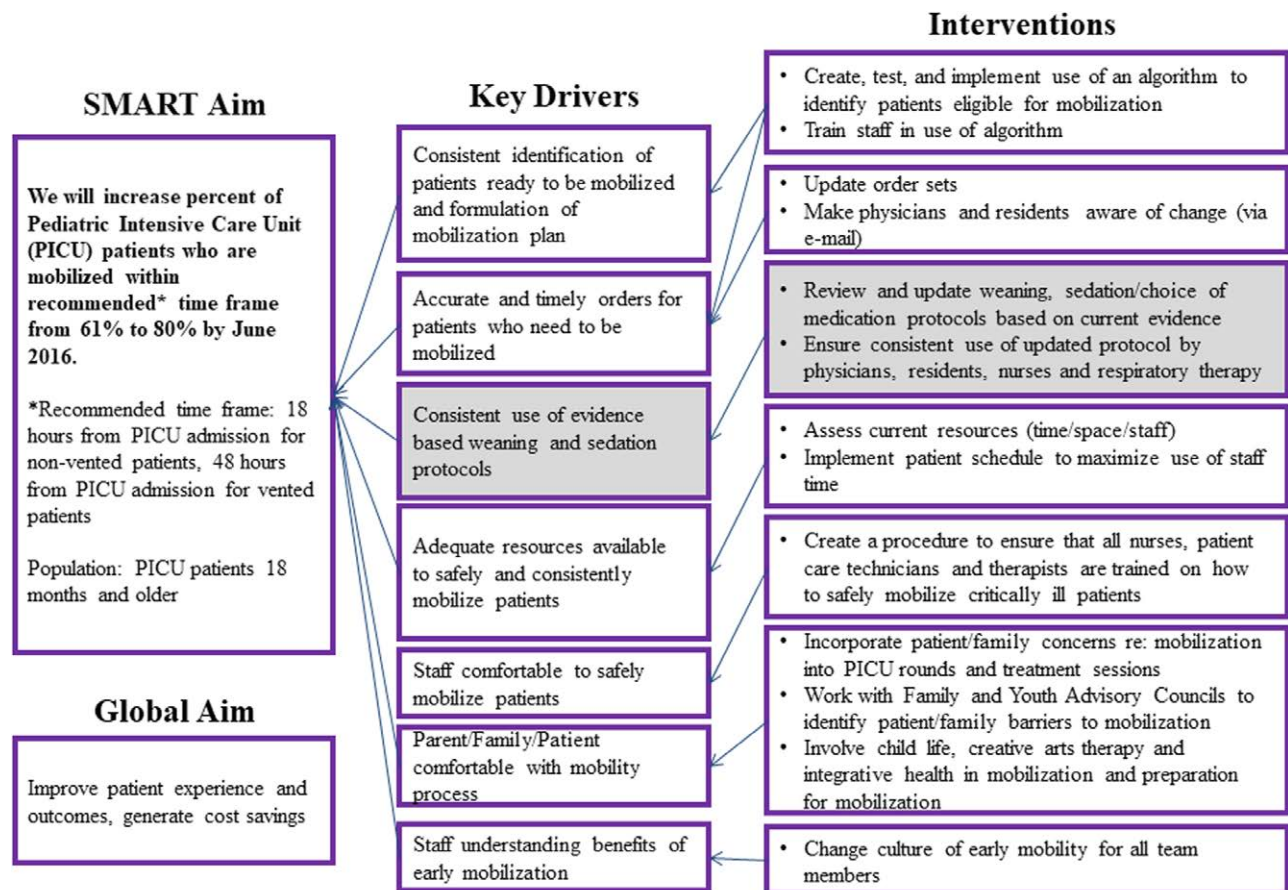 SMART Aim
We will increase percent of
Pediatric Intensive Care Unit
(PICU) patients who are
mobilized within
recommended* time frame
from 61% to 80% by June
2016.
*Recommended time frame: 18
hours from PICU admission for
non-vented patients, 48 hours
from PICU admission for vented
patients
Population: PICU patients 18
months and older
Global Aim
Improve patient experience and
outcomes, generate cost savings
Key Drivers
Consistent identification of
patients ready to be mobilized
and formulation of
mobilization plan
Accurate and timely orders for
patients who need to be
mobilized
Consistent use of evidence
based weaning and sedation
protocols
Adequate resources available
to safely and consistently
mobilize patients
Staff comfortable to safely
mobilize patients
Parent/Family/Patient
comfortable with mobility
process
Staff understanding benefits of
early mobilization
Interventions
• Create, test, and implement use of an algorithm to
identify patients eligible for mobilization
• Train staff in use of algorithm
• Update order sets
• Make physicians and residents aware of change (via
e-mail)
• Review and update weaning, sedation/choice of
medication protocols based on current evidence
• Ensure consistent use of updated protocol by
physicians, residents, nurses and respiratory therapy
• Assess current resources (time/space/staff)
• Implement patient schedule to maximize use of staff
time
• Create a procedure to ensure that all nurses, patient
care technicians and therapists are trained on how
to safely mobilize critically ill patients
• Incorporate patient/family concerns re: mobilization
into PICU rounds and treatment sessions
• Work with Family and Youth Advisory Councils to
identify patient/family barriers to mobilization
• Involve child life, creative arts therapy and
integrative health in mobilization and preparation
for mobilization
• Change culture of early mobility for all team
members